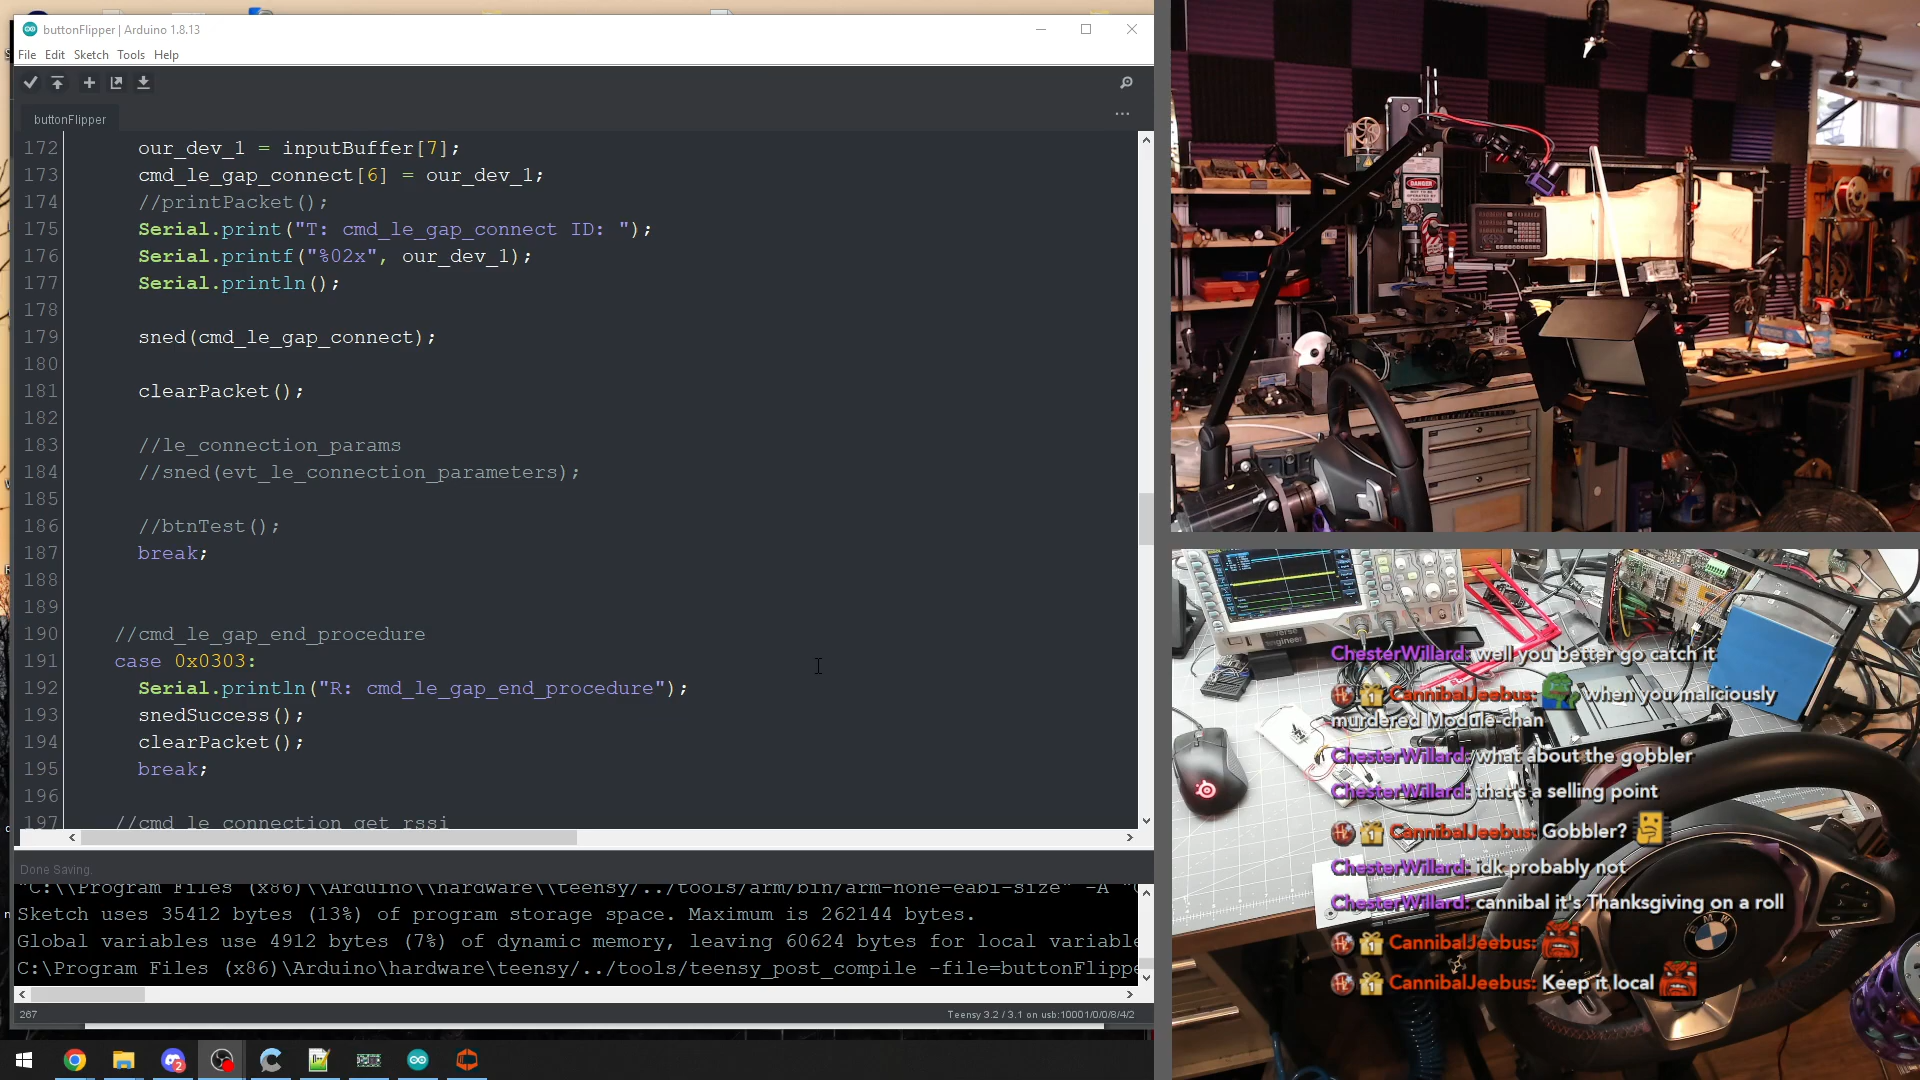 buttonFlipper | Arduino 1.8.13
File Edit Sketch Tools Help
buttonFlipper
172 our_dev_1 = inputBuffer[7];
173 cmd_le_gap_connect[6] = our_dev_1;
174 //printPacket();
175 Serial.print("T: cmd_le_gap_connect ID: ");
176 Serial.printf("%02x", our_dev_1);
177 Serial.println();
178
179 sned(cmd_le_gap_connect);
180
181 clearPacket();
182
183 //le_connection_params
184 //sned(evt_le_connection_parameters);
185
186 //btnTest();
187 break;
188
189
190 //cmd_le_gap_end_procedure
191 case 0x0303:
192 Serial.println("R: cmd_le_gap_end_procedure");
193 snedSuccess();
194 clearPacket();
195 break;
196
197 //cmd_le_connection_get_rssi
Done Saving.
"C:\\Program Files (x86)\\Arduino\\hardware\\teensy/../tools/arm/bin/arm-none-eabi-size" -A
Sketch uses 35412 bytes (13%) of program storage space. Maximum is 262144 bytes.
Global variables use 4912 bytes (7%) of dynamic memory, leaving 60624 bytes for local variable
C:\Program Files (x86)\Arduino\hardware\teensy/../tools/teensy_post_compile -file=buttonFlippe
267 Teensy 3.2 / 3.1 on usb:10001/0/0/8/4/2
DANGER
ChesterWillard: well you better go catch it
CannibalJeebus: when you maliciously
murdered Module-chan
ChesterWillard: what about the gobbler
ChesterWillard: that's a selling point
CannibalJeebus: Gobbler?
ChesterWillard: idk probably not
ChesterWillard: cannibal it's Thanksgiving on a roll
CannibalJeebus:
CannibalJeebus: Keep it local
BMW